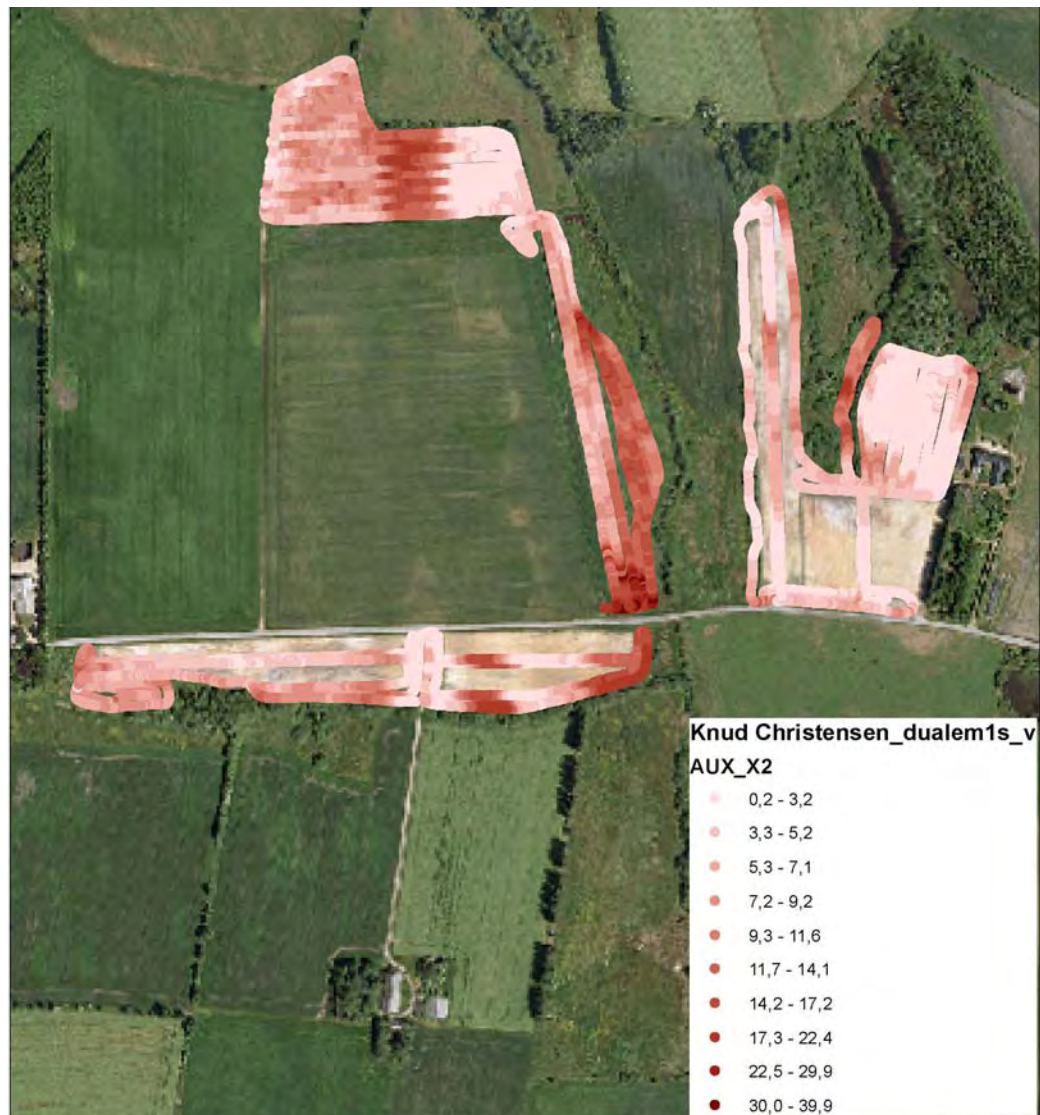 Knud Christensen_dualem1s_v
AUX_X2
0,2 - 3,2
3,3 - 5,2
5,3 - 7,1
7,2 - 9,2
9,3 - 11,6
11,7 - 14,1
14,2 - 17,2
17,3 - 22,4
22,5 - 29,9
30,0 - 39,9